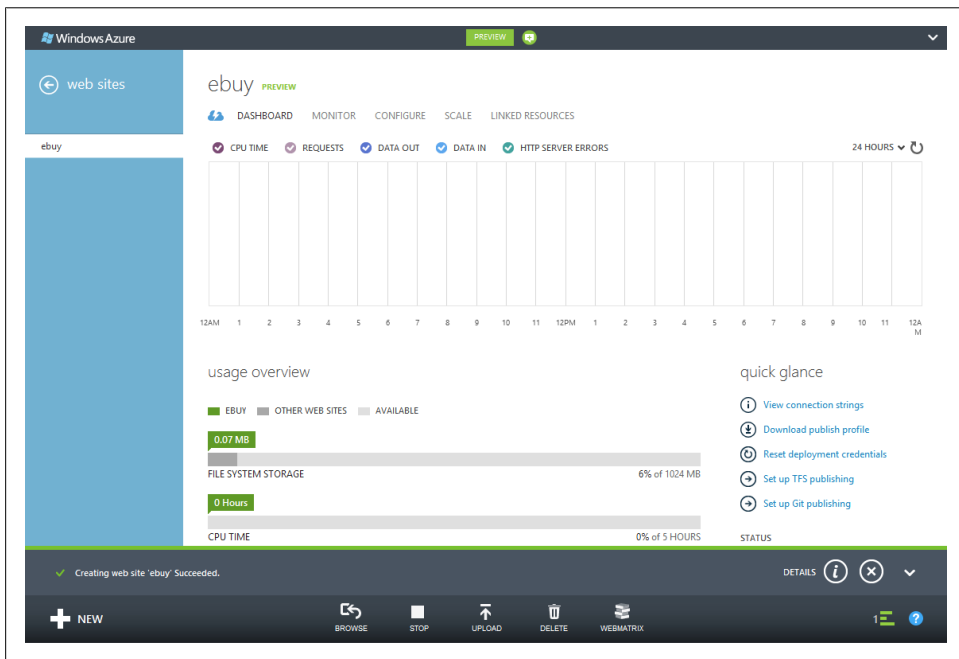 Windows Azure PREVIEW
web sites
ebuy PREVIEW
DASHBOARD MONITOR CONFIGURE SCALE LINKED RESOURCES
ebuy
CPU TIME REQUESTS DATA OUT DATA IN HTTP SERVER ERRORS 24 HOURS
12AM 1 2 3 4 5 6 7 8 9 10 11 12PM 1 2 3 4 5 6 7 8 9 10 11 12A
M
usage overview
EBUY OTHER WEB SITES AVAILABLE
0.07 MB
FILE SYSTEM STORAGE 6% of 1024 MB
0 Hours
CPU TIME 0% of 5 HOURS
quick glance
View connection strings
Download publish profile
Reset deployment credentials
Set up TFS publishing
Set up Git publishing
STATUS
Creating web site 'ebuy' Succeeded. DETAILS
NEW BROWSE STOP UPLOAD DELETE WEBMATRIX 1